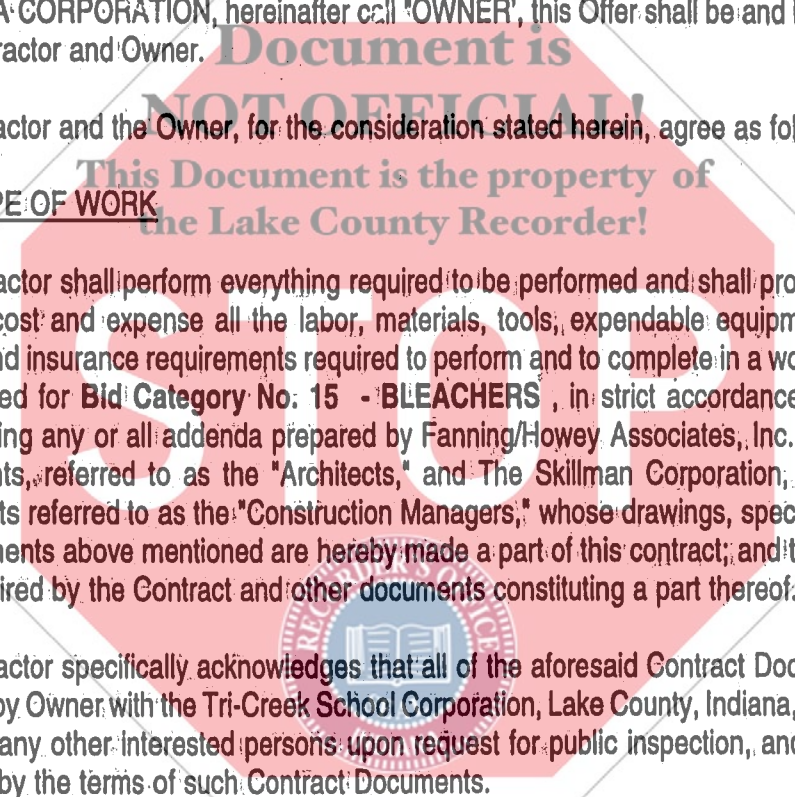 A CORPORATION, hereinafter call "OWNER", this Offer shall be and
ractor and Owner.
Document is
NOT OFFICIAL!
actor and the Owner, for the consideration stated herein, agree as fol
This Document is the property of
the Lake County Recorder!
PE OF WORK
STOP
actor shall perform everything required to be performed and shall pro
cost and expense all the labor, materials, tools, expendable equipm
nd insurance requirements required to perform and to complete in a wo
ed for Bid Category No. 15 - BLEACHERS , in strict accordance
ing any or all addenda prepared by Fanning/Howey Associates, Inc.
nts, referred to as the "Architects," and The Skillman Corporation,
ts referred to as the "Construction Managers," whose drawings, spec
ments above mentioned are hereby made a part of this contract; and t
ired by the Contract and other documents constituting a part thereof.
RECORDER'S OFFICE
actor specifically acknowledges that all of the aforesaid Contract Doc
by Owner with the Tri-Creek School Corporation, Lake County, Indiana,
any other interested persons upon request for public inspection, and
by the terms of such Contract Documents.